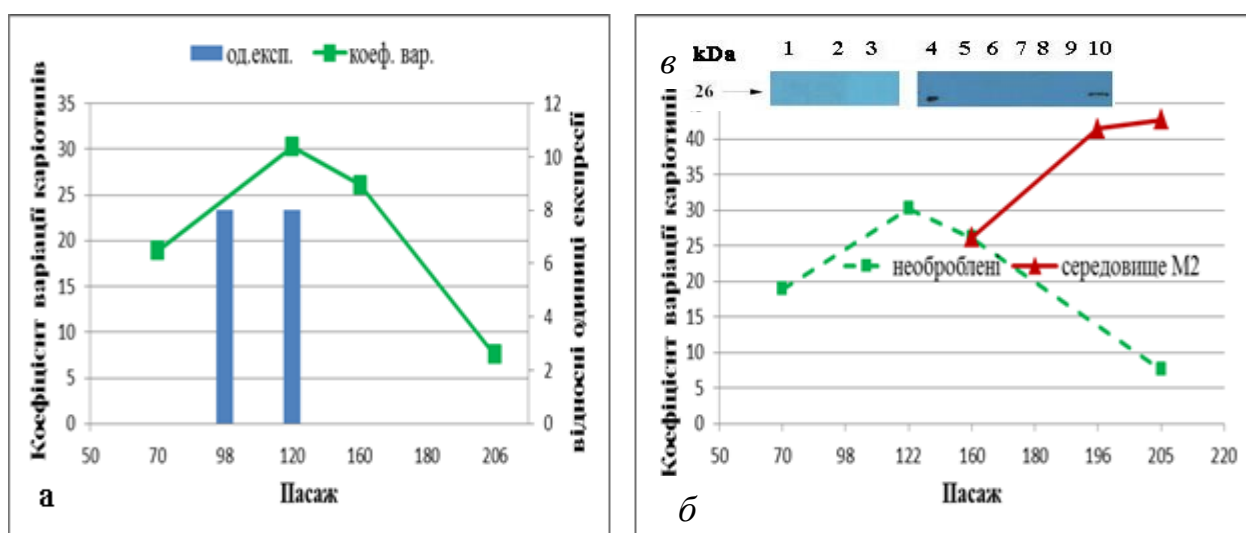 од.експ. коеф. вар.
Коефіцієнт варіації каріотипів
35
30
25
20
15
10
5
0
12
10
8
6
4
2
0
відносні одиниці експресії
50 70 98 120 160 180 206
Пасаж
а
в
kDa 1 2 3 4 5 6 7 8 9 10
26
Коефіцієнт варіації каріотипів
40
35
30
25
20
15
10
5
0
необроблені середовище М2
50 70 98 122 160 196 205 220
Пасаж
б